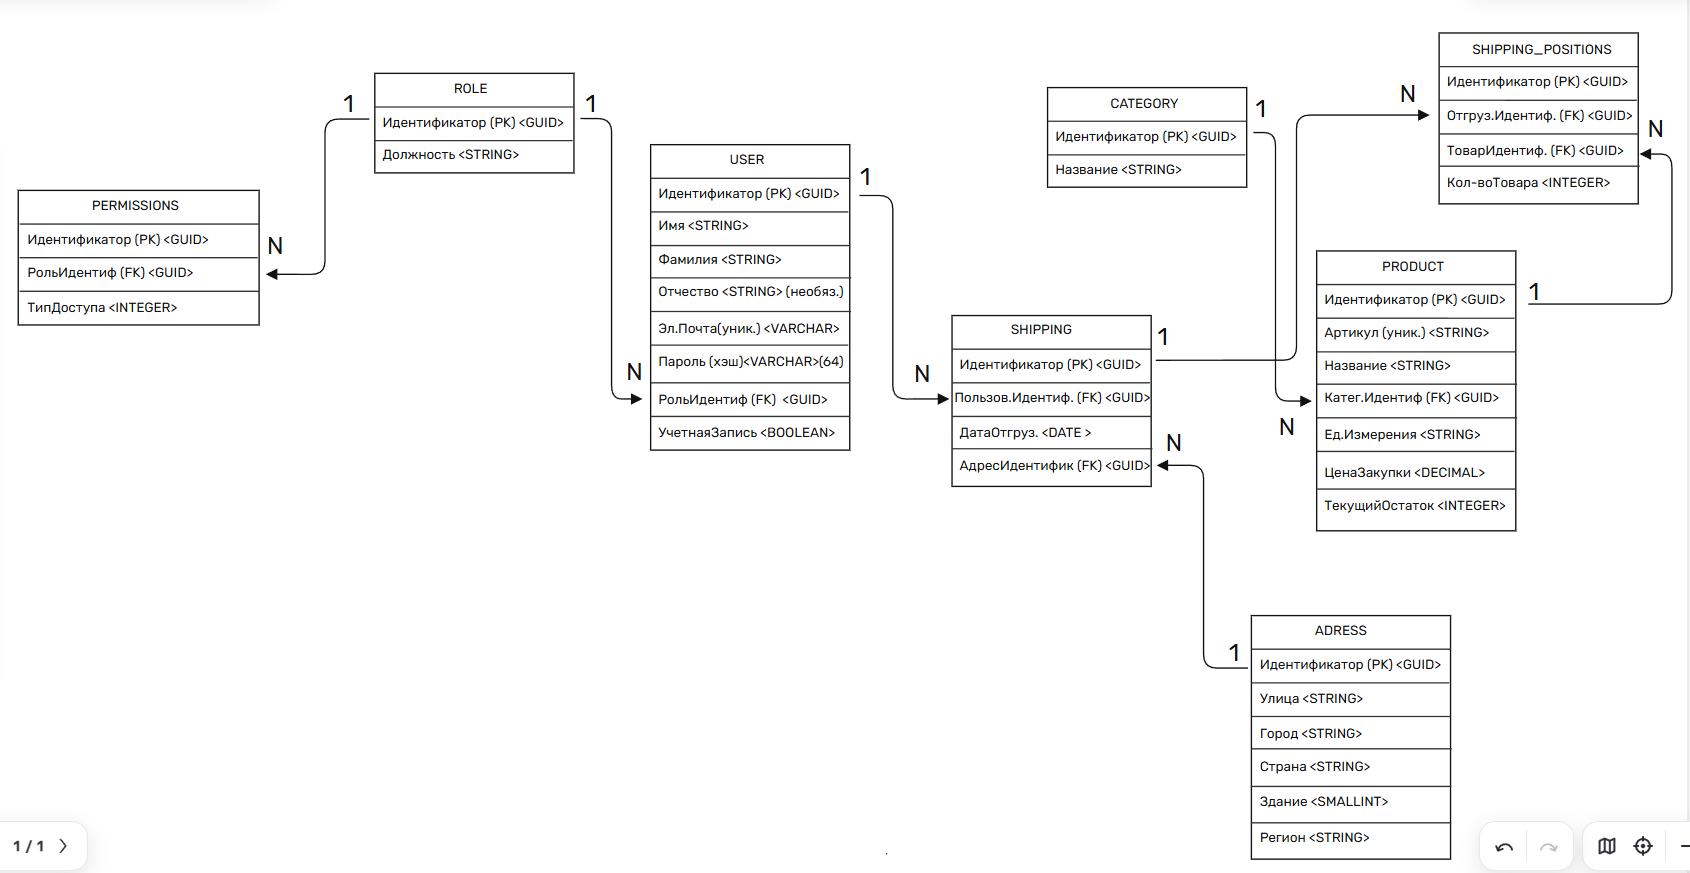 PERMISSIONS
Идентификатор (PK) <GUID>
РольИдентиф (FK) <GUID>
ТипДоступа <INTEGER>
N
1
ROLE
Идентификатор (PK) <GUID>
Должность <STRING>
1
N
USER
Идентификатор (PK) <GUID>
Имя <STRING>
Фамилия <STRING>
Отчество <STRING> (необяз.)
Эл.Почта(уник.) <VARCHAR>
Пароль (хэш)<VARCHAR>(64)
РольИдентиф (FK) <GUID>
УчетнаяЗапись <BOOLEAN>
1
N
SHIPPING
Идентификатор (PK) <GUID>
Пользов.Идентиф. (FK) <GUID>
ДатаОтгруз. <DATE >
АдресИдентифик (FK) <GUID>
1
N
CATEGORY
Идентификатор (PK) <GUID>
Название <STRING>
1
N
SHIPPING_POSITIONS
Идентификатор (PK) <GUID>
Отгруз.Идентиф. (FK) <GUID>
ТоварИдентиф. (FK) <GUID>
Кол-воТовара <INTEGER>
N
PRODUCT
Идентификатор (PK) <GUID>
Артикул (уник.) <STRING>
Название <STRING>
Катег.Идентиф (FK) <GUID>
Ед.Измерения <STRING>
ЦенаЗакупки <DECIMAL>
ТекущийОстаток <INTEGER>
1
N
ADRESS
Идентификатор (PK) <GUID>
Улица <STRING>
Город <STRING>
Страна <STRING>
Здание <SMALLINT>
Регион <STRING>
1
1 / 1